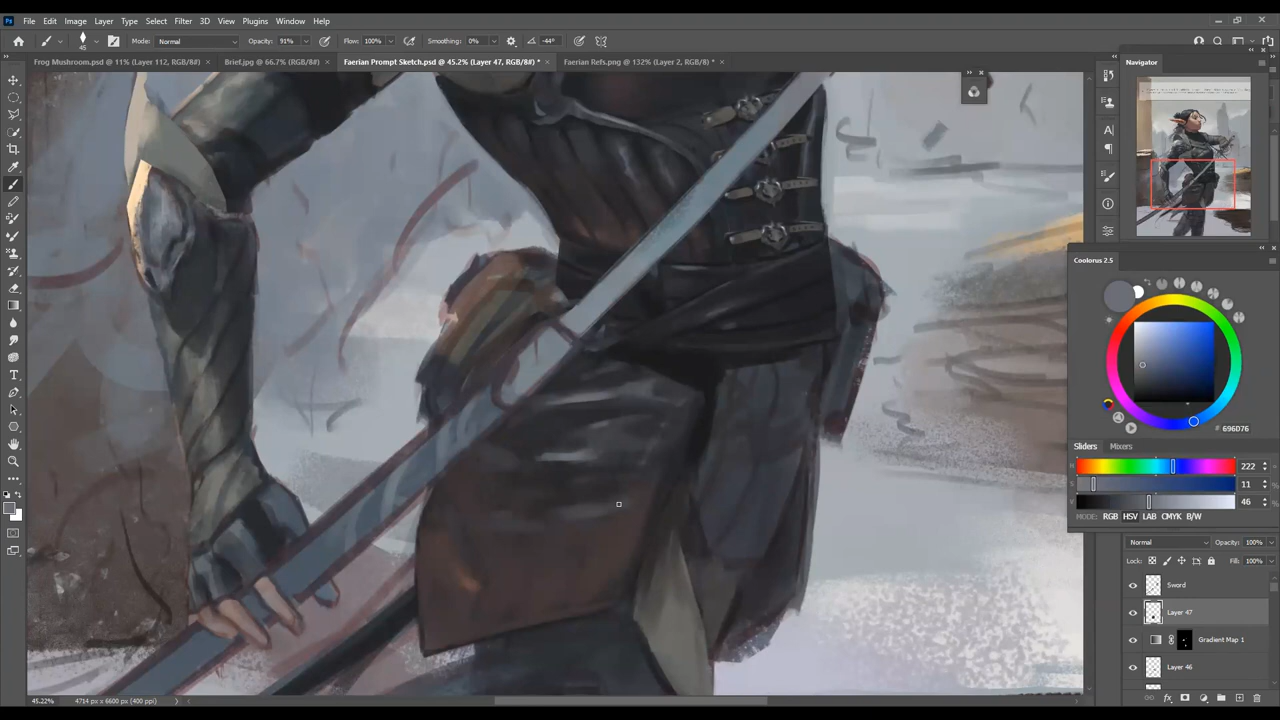 Ps File Edit Image Layer Type Select Filter 3D View Plugins Window Help
45 Mode: Normal Opacity: 91% Flow: 100% Smoothing: 0% -44°
Frog Mushroom.psd @ 11% (Layer 112, RGB/8#) × Brief.jpg @ 66.7% (RGB/8#) × Faerian Prompt Sketch.psd @ 45.2% (Layer 47, RGB/8#) * × Faerian Refs.png @ 132% (Layer 2, RGB/8) * ×
Navigator
Coolorus 2.5
# 696D76
Sliders Mixers
H 222
S 11 %
V 46 %
MODE: RGB HSV LAB CMYK B/W
Normal Opacity: 100%
Lock: Fill: 100%
Sword
Layer 47
Gradient Map 1
Layer 46
45.22% 4714 px x 6600 px (400 ppi)